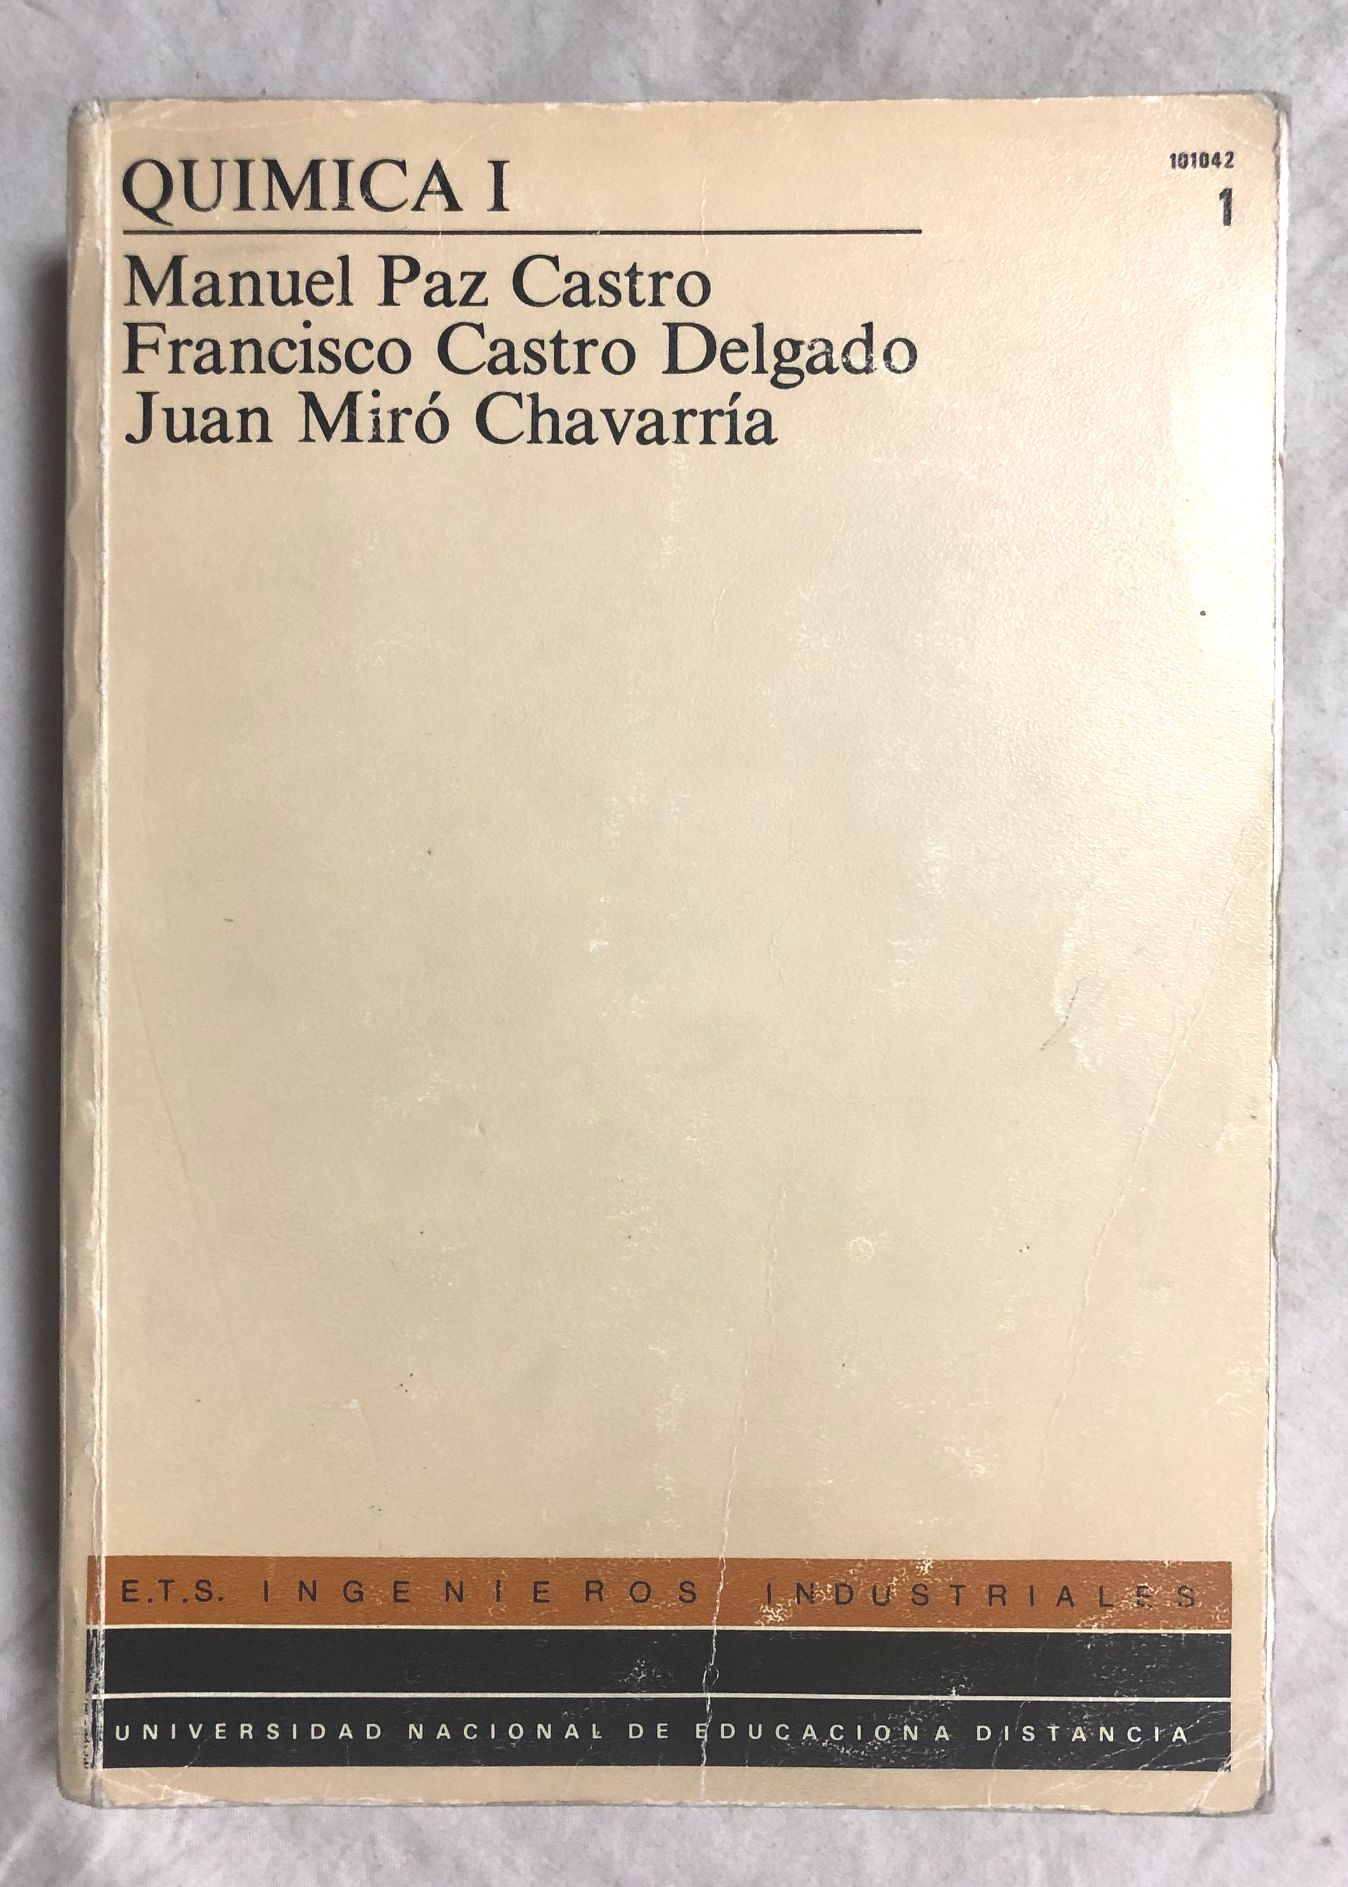 QUIMICA I
101042
1
Manuel Paz Castro
Francisco Castro Delgado
Juan Miró Chavarría
E.T.S. INGENIEROS INDUSTRIALES
UNIVERSIDAD NACIONAL DE EDUCACION A DISTANCIA